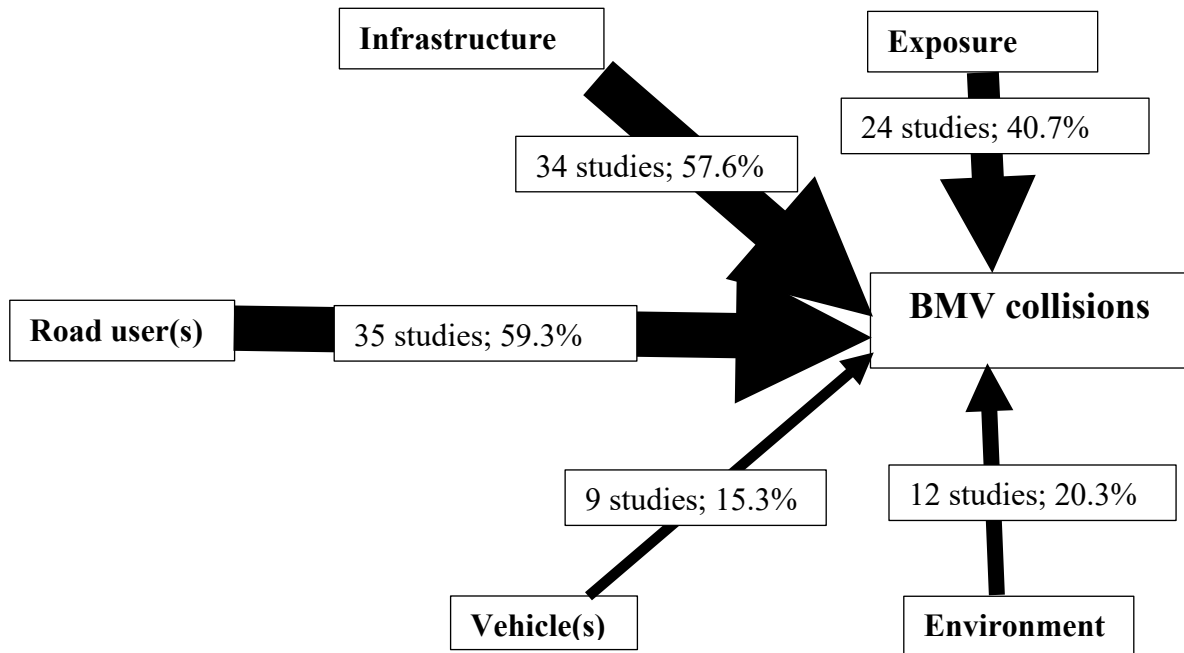 Infrastructure
Exposure
24 studies; 40.7%
34 studies; 57.6%
BMV collisions
Road user(s)
35 studies; 59.3%
9 studies; 15.3%
12 studies; 20.3%
Vehicle(s)
Environment